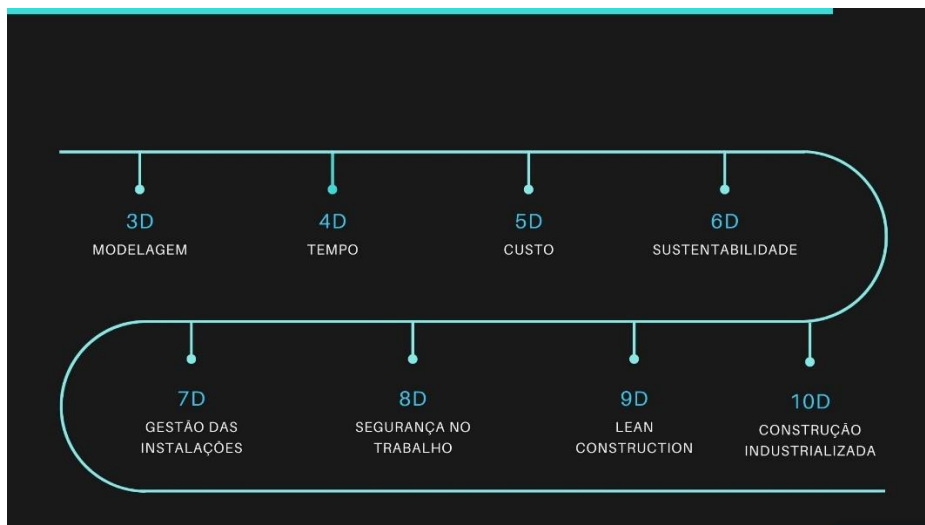 3D
MODELAGEM
4D
TEMPO
5D
CUSTO
6D
SUSTENTABILIDADE
7D
GESTÃO DAS
INSTALAÇÕES
8D
SEGURANÇA NO
TRABALHO
9D
LEAN
CONSTRUCTION
10D
CONSTRUÇÃO
INDUSTRIALIZADA